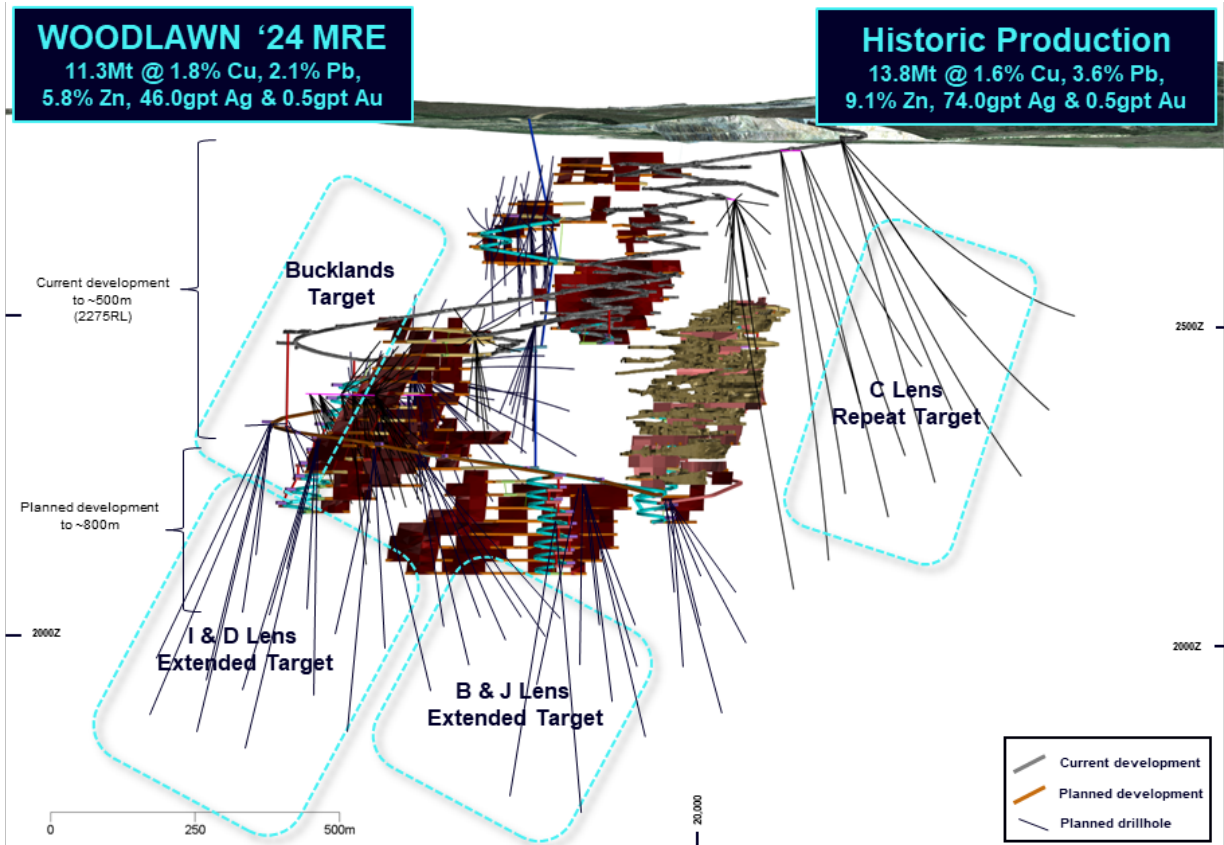 WOODLAWN ‘24 MRE
11.3Mt @ 1.8% Cu, 2.1% Pb,
5.8% Zn, 46.0gpt Ag & 0.5gpt Au
Historic Production
13.8Mt @ 1.6% Cu, 3.6% Pb,
9.1% Zn, 74.0gpt Ag & 0.5gpt Au
Bucklands
Target
Current development
to ~500m
(2275RL)
2500Z
C Lens
Repeat Target
Planned development
to ~800m
2000Z
2000Z
I & D Lens
Extended Target
B & J Lens
Extended Target
Current development
Planned development
Planned drillhole
0
250
500m
20,000